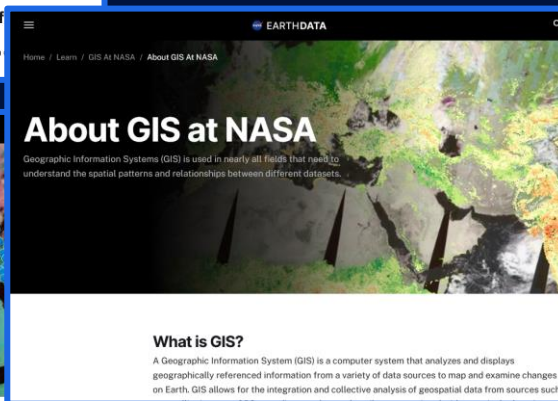 EARTHDATA
Home / Learn / GIS At NASA / About GIS At NASA
About GIS at NASA
Geographic Information Systems (GIS) is used in nearly all fields that need to
understand the spatial patterns and relationships between different datasets.
What is GIS?
A Geographic Information System (GIS) is a computer system that analyzes and displays
geographically referenced information from a variety of data sources to map and examine changes
on Earth. GIS allows for the integration and collective analysis of geospatial data from sources such